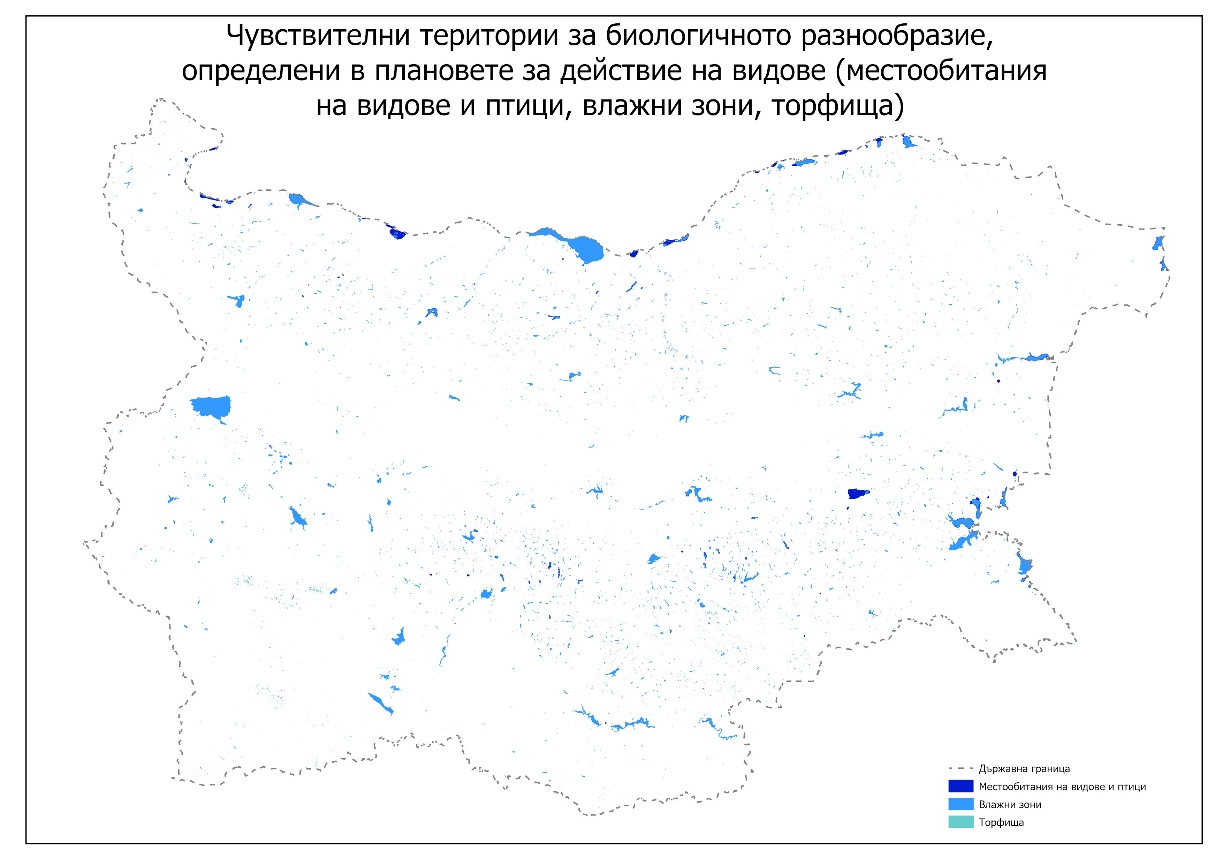 Чувствителни територии за биологичното разнообразие,
определени в плановете за действие на видове (местообитания
на видове и птици, влажни зони, торфища)
Държавна граница
Местообитания на видове и птици
Влажни зони
Торфища